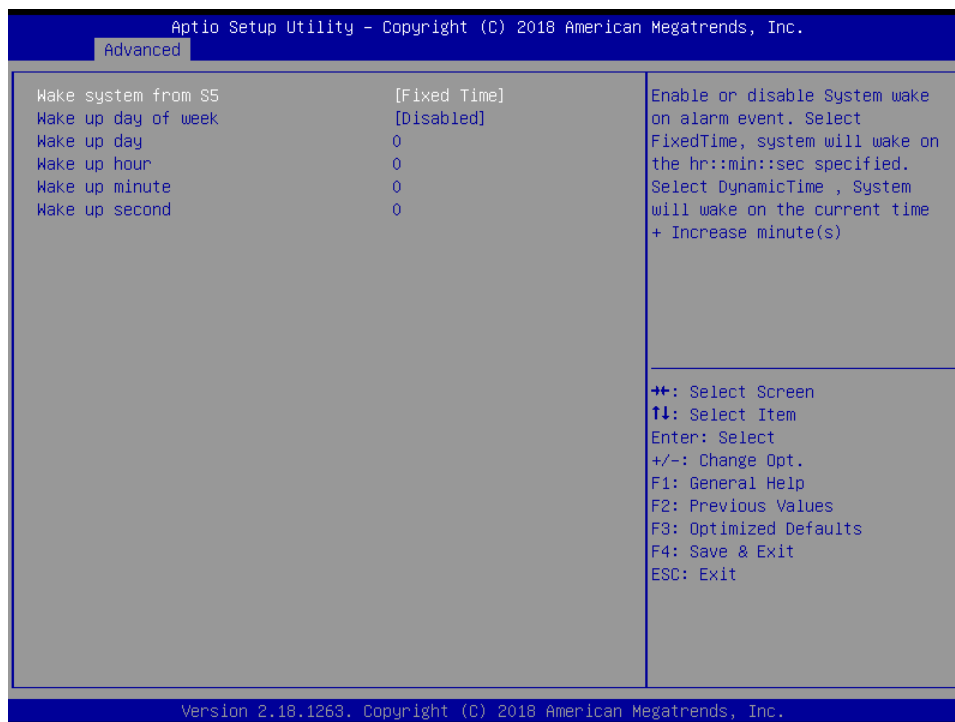 Aptio Setup Utility – Copyright (C) 2018 American Megatrends, Inc.
Advanced
Wake system from S5 [Fixed Time]
Wake up day of week [Disabled]
Wake up day 0
Wake up hour 0
Wake up minute 0
Wake up second 0
Enable or disable System wake
on alarm event. Select
FixedTime, system will wake on
the hr::min::sec specified.
Select DynamicTime , System
will wake on the current time
+ Increase minute(s)
→←: Select Screen
↑↓: Select Item
Enter: Select
+/-: Change Opt.
F1: General Help
F2: Previous Values
F3: Optimized Defaults
F4: Save & Exit
ESC: Exit
Version 2.18.1263. Copyright (C) 2018 American Megatrends, Inc.